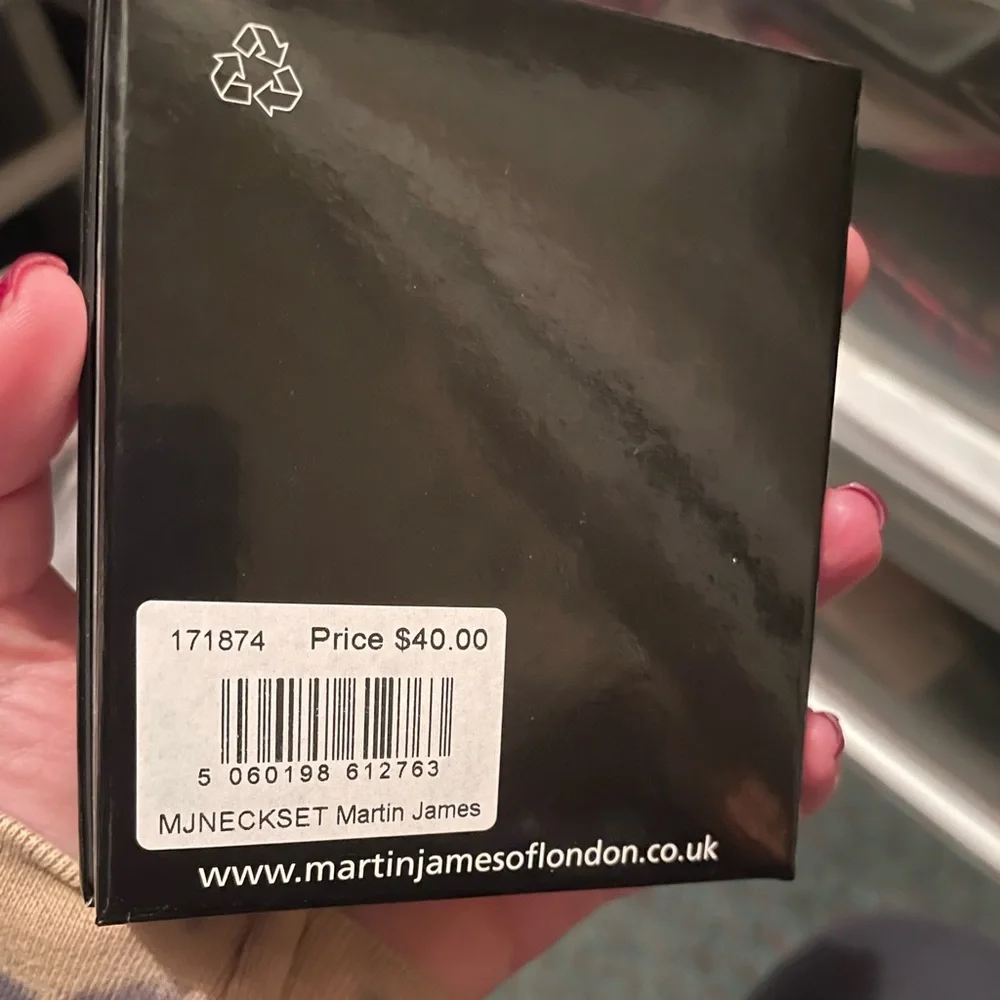 171874 Price $40.00
5 060198 612763
MJNECKSET Martin James
www.martinjamesoflondon.co.uk